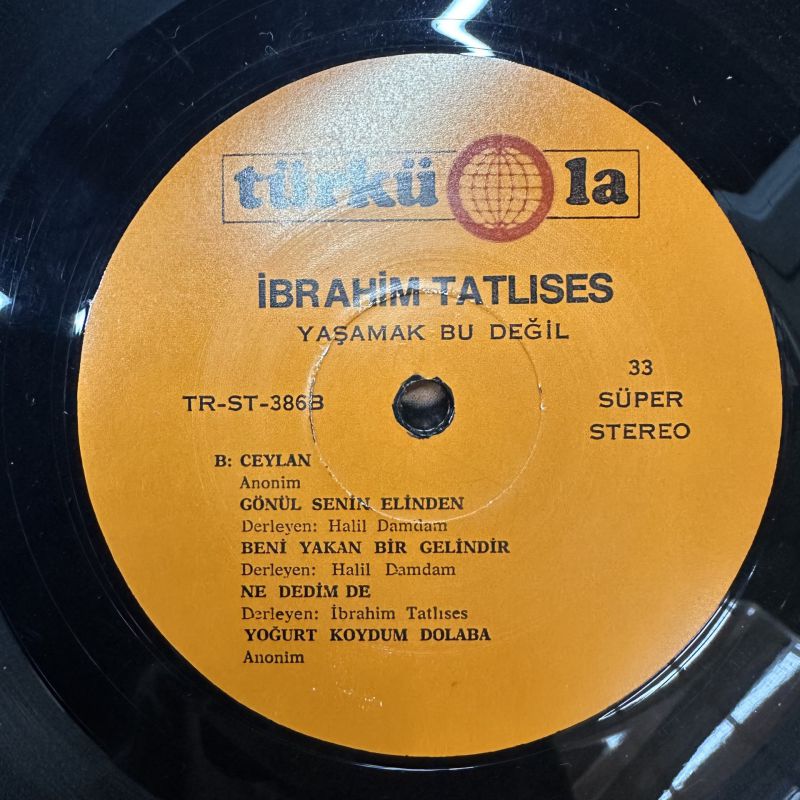 türküola
İBRAHİM TATLISES
YAŞAMAK BU DEĞİL
33
TR-ST-386B
SÜPER
STEREO
B: CEYLAN
Anonim
GÖNÜL SENİN ELİNDEN
Derleyen: Halil Damdam
BENİ YAKAN BİR GELİNDİR
Derleyen: Halil Damdam
NE DEDİM DE
Derleyen: İbrahim Tatlıses
YOĞURT KOYDUM DOLABA
Anonim